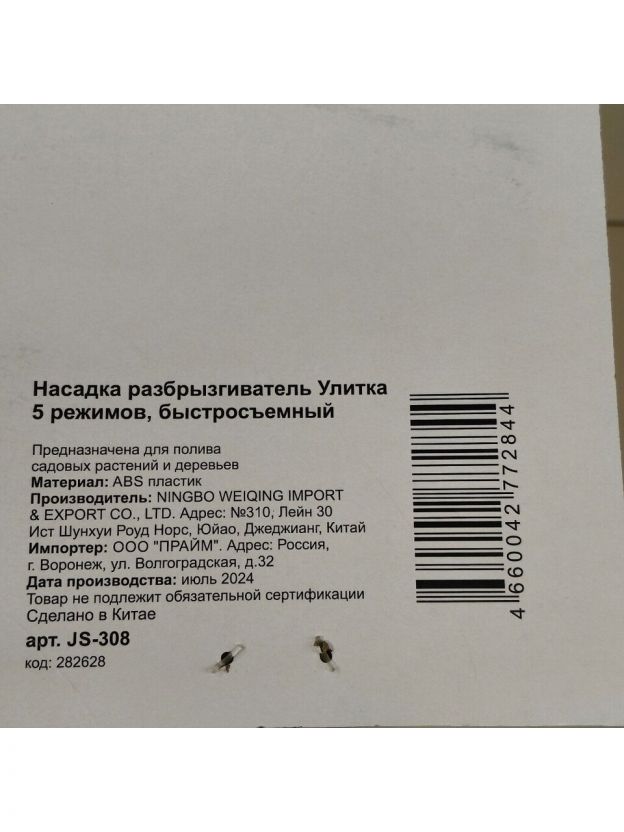 Насадка разбрызгиватель Улитка
5 режимов, быстросъемный
Предназначена для полива
садовых растений и деревьев
Материал: ABS пластик
Производитель: NINGBO WEIQING IMPORT
& EXPORT CO., LTD. Адрес: №310, Лейн 30
Ист Шунхуи Роуд Норс, Юйао, Джеджианг, Китай
Импортер: ООО "ПРАЙМ". Адрес: Россия,
г. Воронеж, ул. Волгоградская, д.32
Дата производства: июль 2024
Товар не подлежит обязательной сертификации
Сделано в Китае
арт. JS-308
код: 282628
4 660042 772844